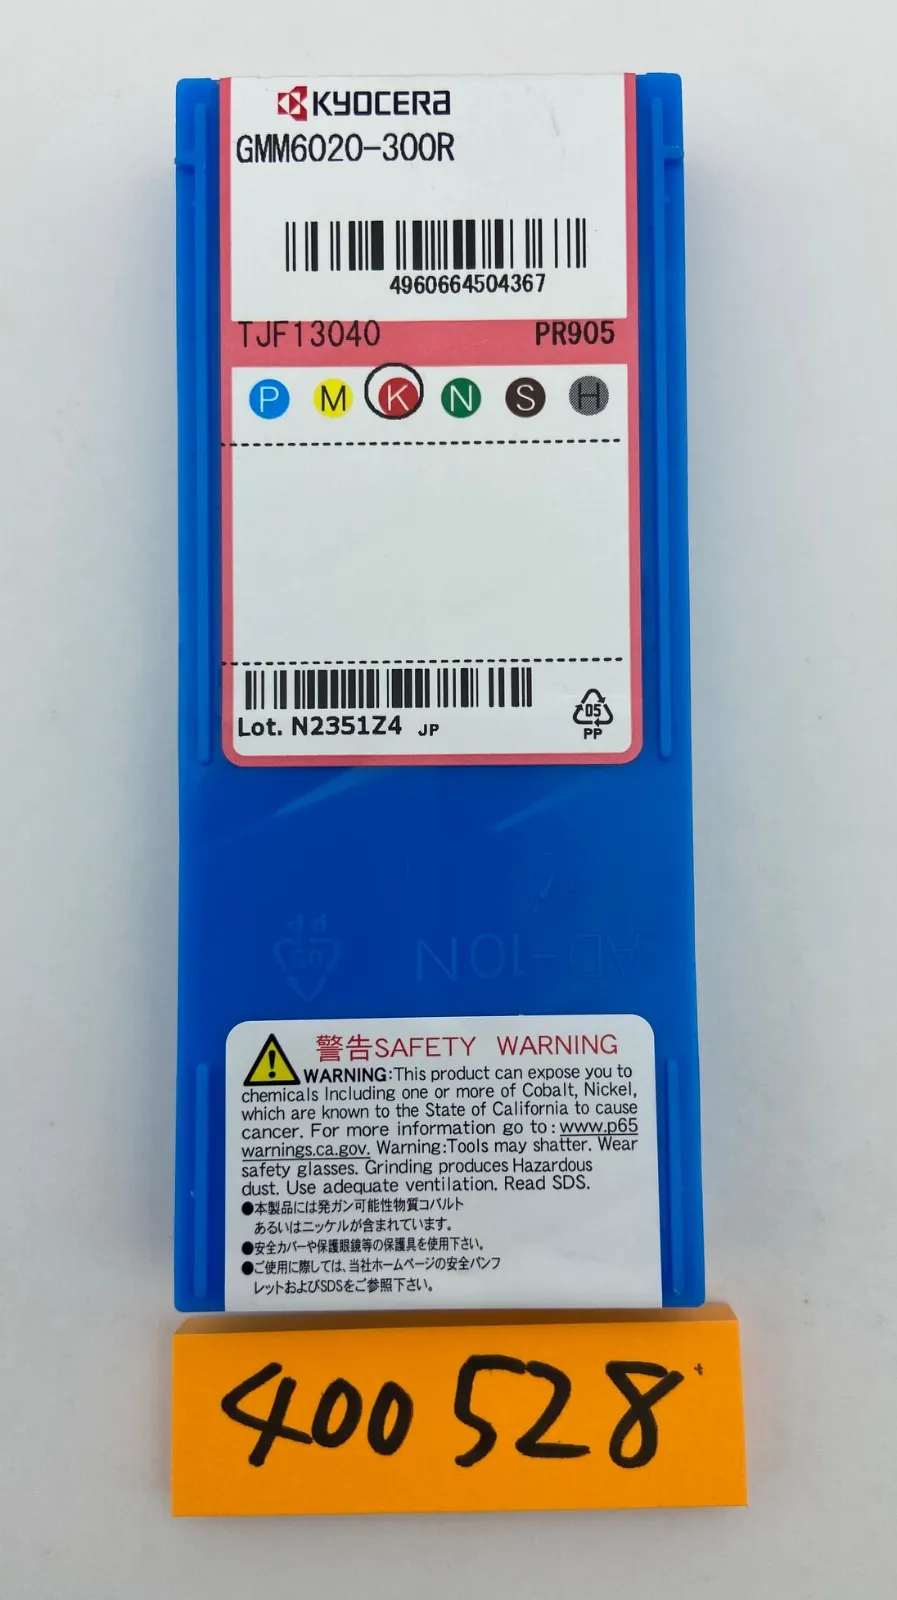 KYOCERA
GMM6020-300R
4960664504367
TJF13040 PR905
P M K N S H
Lot. N2351Z4 JP
05
PP
PP
05
AD-10N
警告SAFETY WARNING
WARNING:This product can expose you to
chemicals Including one or more of Cobalt, Nickel,
which are known to the State of California to cause
cancer. For more information go to: www.p65
warnings.ca.gov. Warning:Tools may shatter. Wear
safety glasses. Grinding produces Hazardous
dust. Use adequate ventilation. Read SDS.
●本製品には発ガン可能性物質コバルト
あるいはニッケルが含まれています。
●安全カバーや保護眼鏡等の保護具を使用下さい。
●ご使用に際しては、当社ホームページの安全パンフ
レットおよびSDSをご参照下さい。
400528